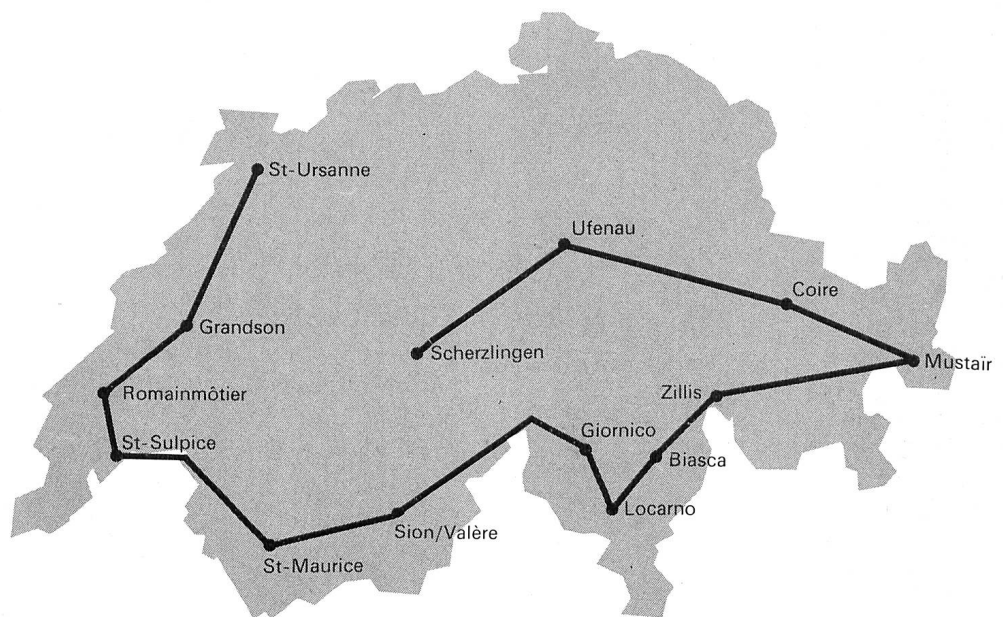 St-Ursanne
Ufenau
Coire
Grandson
Scherzlingen
Mustaïr
Romainmôtier
Zillis
St-Sulpice
Giornico
Biasca
Locarno
Sion/Valère
St-Maurice